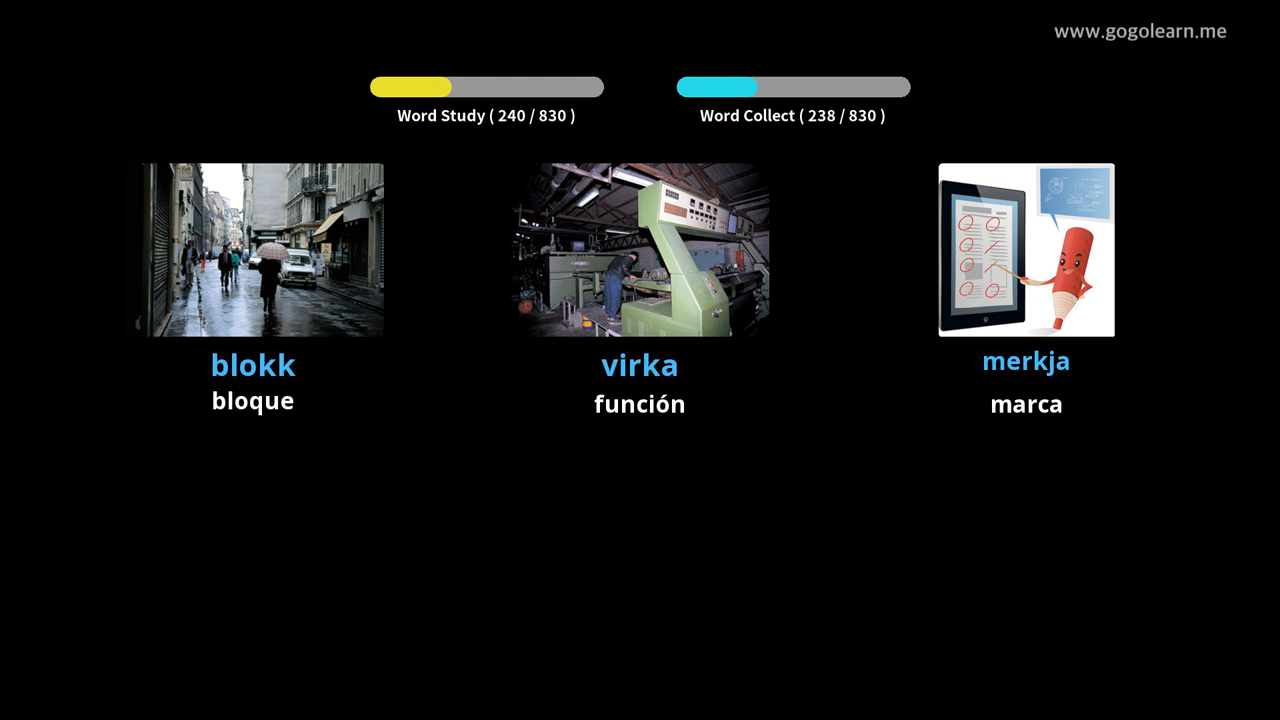 www.gogolearn.me
Word Study ( 240 / 830 )
Word Collect ( 238 / 830 )
blokk
bloque
virka
función
merkja
marca